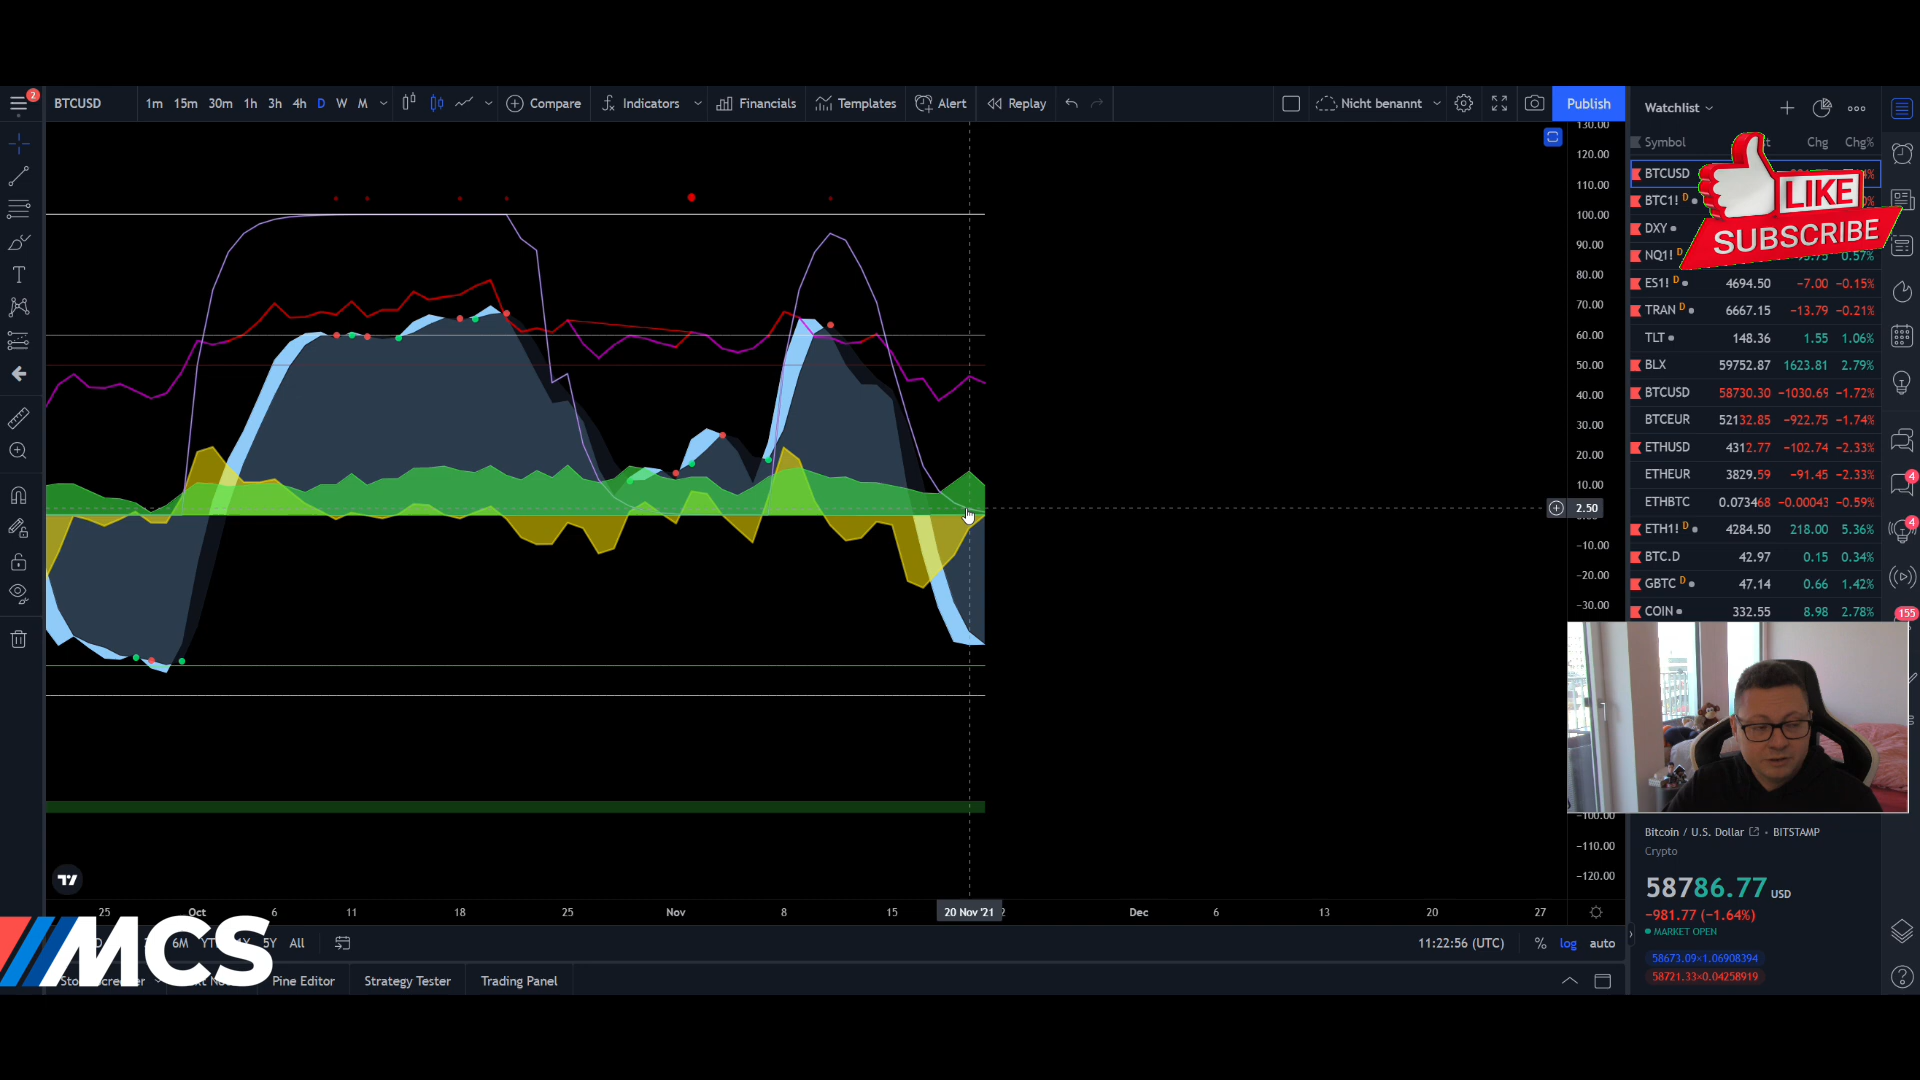 2
BTCUSD 1m 15m 30m 1h 3h 4h D W M Compare Indicators Financials Templates Alert Replay Nicht benannt Publish
Watchlist
Symbol Chg Chg%
BTCUSD
BTC1! D
DXY
NQ1! D 0.57%
ES1! D 4694.50 −7.00 −0.15%
TRAN D 6667.15 −13.79 −0.21%
TLT 148.36 1.55 1.06%
BLX 59752.87 1623.81 2.79%
BTCUSD 58730.30 −1030.69 −1.72%
BTCEUR 52132.85 −922.75 −1.74%
ETHUSD 4312.77 −102.74 −2.33%
ETHEUR 3829.59 −91.45 −2.33%
ETHBTC 0.073468 −0.00043 −0.59%
ETH1! D 4284.50 218.00 5.36%
BTC.D 42.97 0.15 0.34%
GBTC D 47.14 0.66 1.42%
COIN 332.55 8.98 2.78%
LIKE
SUBSCRIBE
4
4
155
130.00
120.00
110.00
100.00
90.00
80.00
70.00
60.00
50.00
40.00
30.00
20.00
10.00
2.50
−10.00
−20.00
−30.00
−100.00
−110.00
−120.00
25 Oct 6 11 18 25 Nov 8 15 20 Nov '21 Dec 6 13 20 27
6M 5Y All
11:22:56 (UTC) % log auto
MCS
Pine Editor Strategy Tester Trading Panel
Bitcoin / U.S. Dollar • BITSTAMP
Crypto
58786.77 USD
−981.77 (−1.64%)
MARKET OPEN
58673.09×1.06908394
58721.33×0.04258919